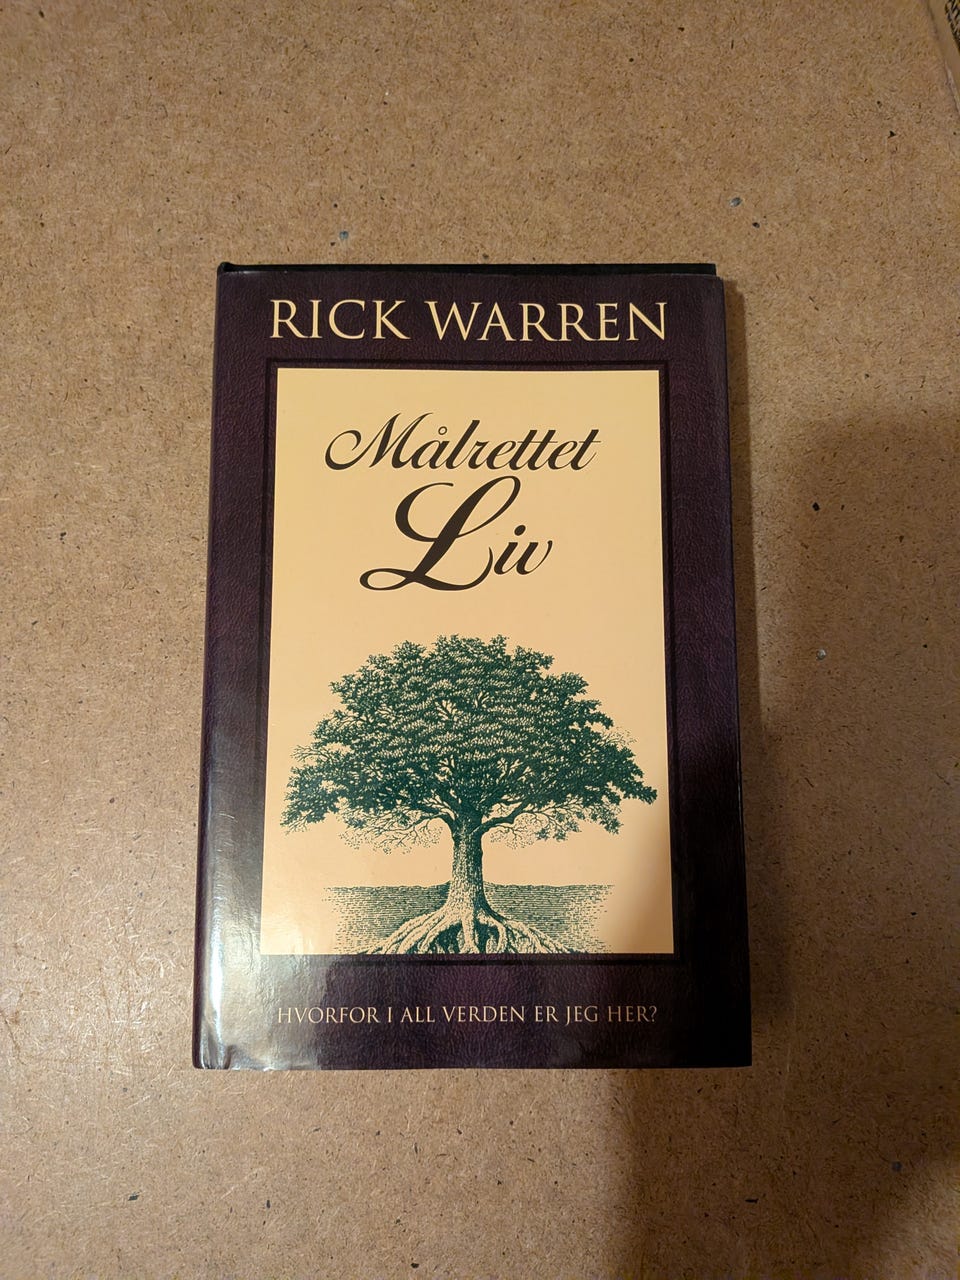 RICK WARREN
Målrettet
Liv
HVORFOR I ALL VERDEN ER JEG HER?